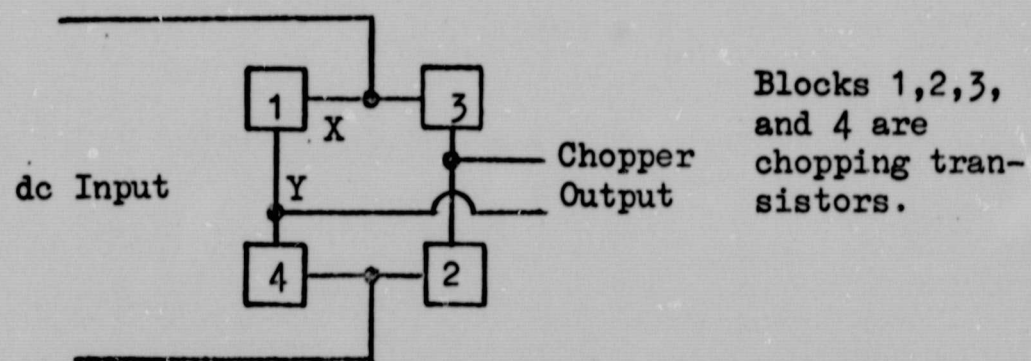 1
3
X
Blocks 1,2,3,
and 4 are
chopping tran-
sistors.
dc Input
Chopper
Output
Y
4
2